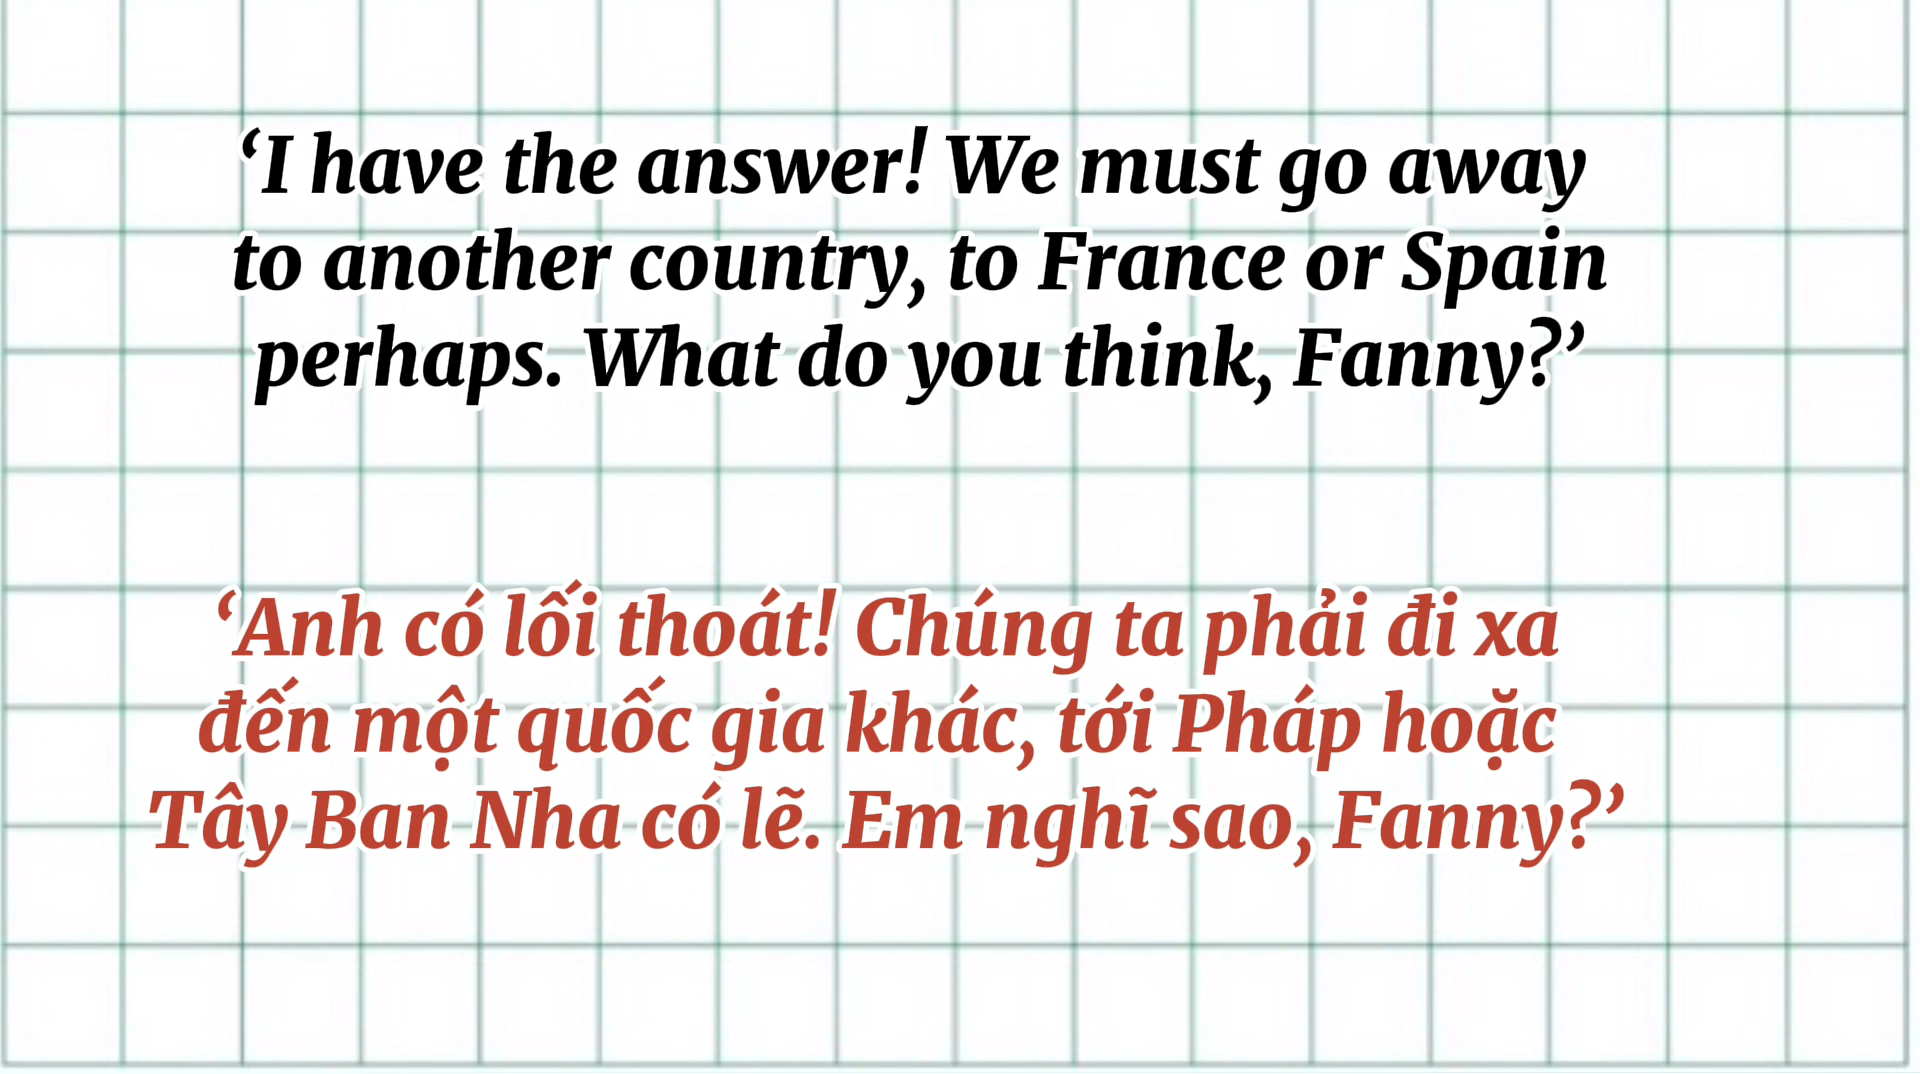 ‘I have the answer! We must go away
to another country, to France or Spain
perhaps. What do you think, Fanny?’
‘Anh có lối thoát! Chúng ta phải đi xa
đến một quốc gia khác, tới Pháp hoặc
Tây Ban Nha có lẽ. Em nghĩ sao, Fanny?’